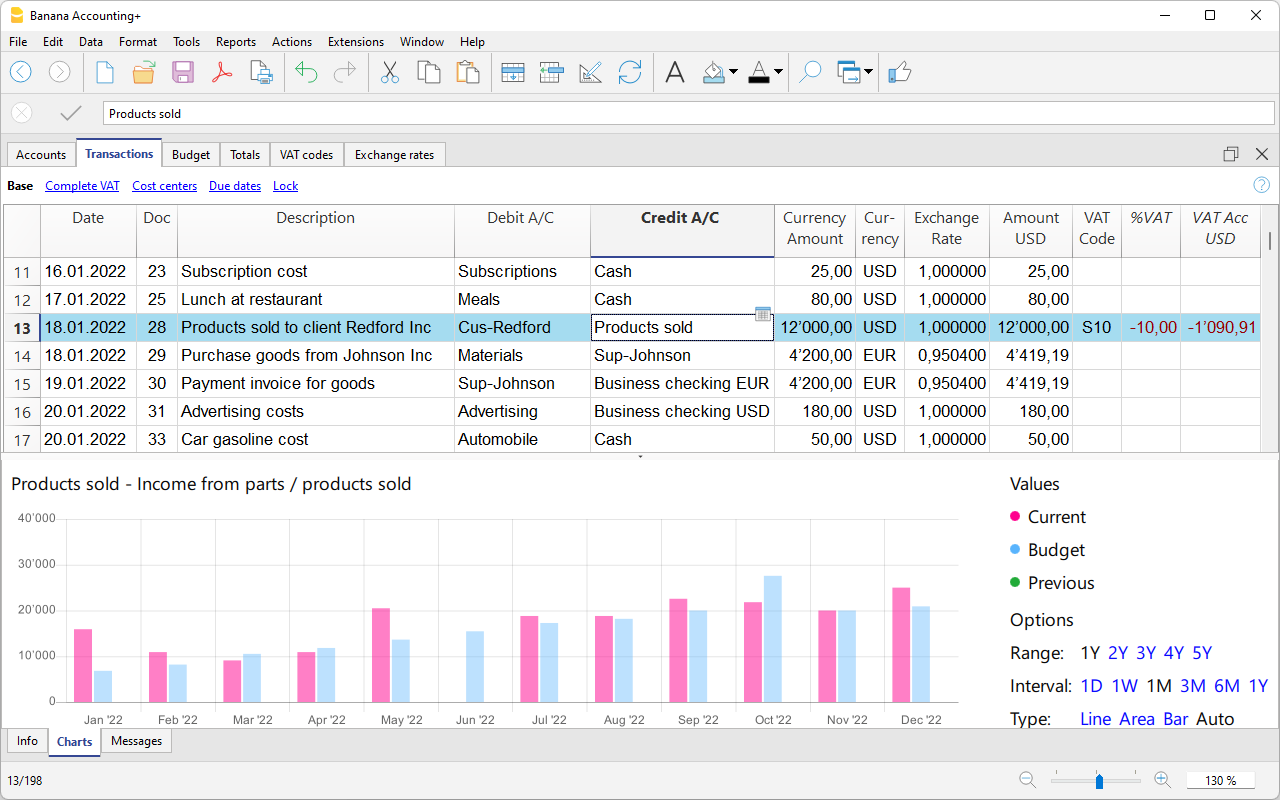 Banana Accounting+
File Edit Data Format Tools Reports Actions Extensions Window Help
Products sold
Accounts Transactions Budget Totals VAT codes Exchange rates
Base Complete VAT Cost centers Due dates Lock
Date Doc Description Debit A/C Credit A/C Currency Amount Cur-rency Exchange Rate Amount USD VAT Code %VAT VAT Acc USD
11 16.01.2022 23 Subscription cost Subscriptions Cash 25,00 USD 1,000000 25,00
12 17.01.2022 25 Lunch at restaurant Meals Cash 80,00 USD 1,000000 80,00
13 18.01.2022 28 Products sold to client Redford Inc Cus-Redford Products sold 12’000,00 USD 1,000000 12’000,00 S10 -10,00 -1’090,91
14 18.01.2022 29 Purchase goods from Johnson Inc Materials Sup-Johnson 4’200,00 EUR 0,950400 4’419,19
15 19.01.2022 30 Payment invoice for goods Sup-Johnson Business checking EUR 4’200,00 EUR 0,950400 4’419,19
16 20.01.2022 31 Advertising costs Advertising Business checking USD 180,00 USD 1,000000 180,00
17 20.01.2022 33 Car gasoline cost Automobile Cash 50,00 USD 1,000000 50,00
Products sold - Income from parts / products sold
40’000
30’000
20’000
10’000
0
Jan '22 Feb '22 Mar '22 Apr '22 May '22 Jun '22 Jul '22 Aug '22 Sep '22 Oct '22 Nov '22 Dec '22
Values
Current
Budget
Previous
Options
Range: 1Y 2Y 3Y 4Y 5Y
Interval: 1D 1W 1M 3M 6M 1Y
Type: Line Area Bar Auto
Info Charts Messages
13/198
130 %